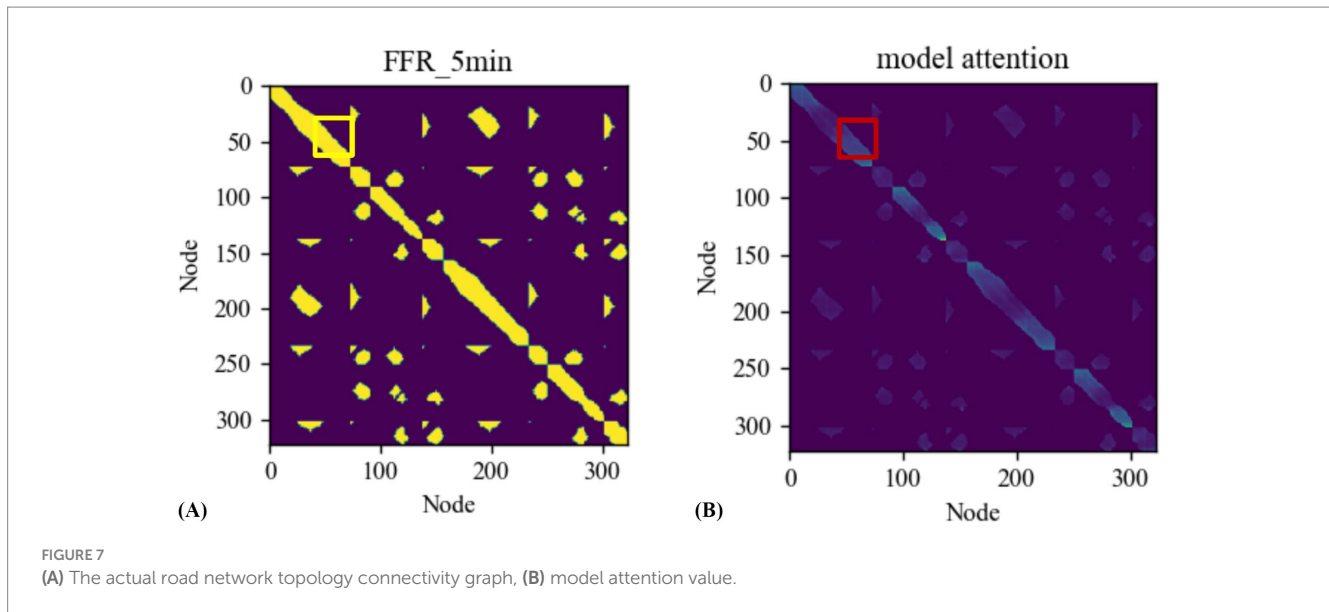 FFR_5min
0
50
100
150
200
250
300
Node
0
100
200
300
Node
(A)
model attention
0
50
100
150
200
250
300
Node
0
100
200
300
Node
(B)
FIGURE 7
(A) The actual road network topology connectivity graph, (B) model attention value.